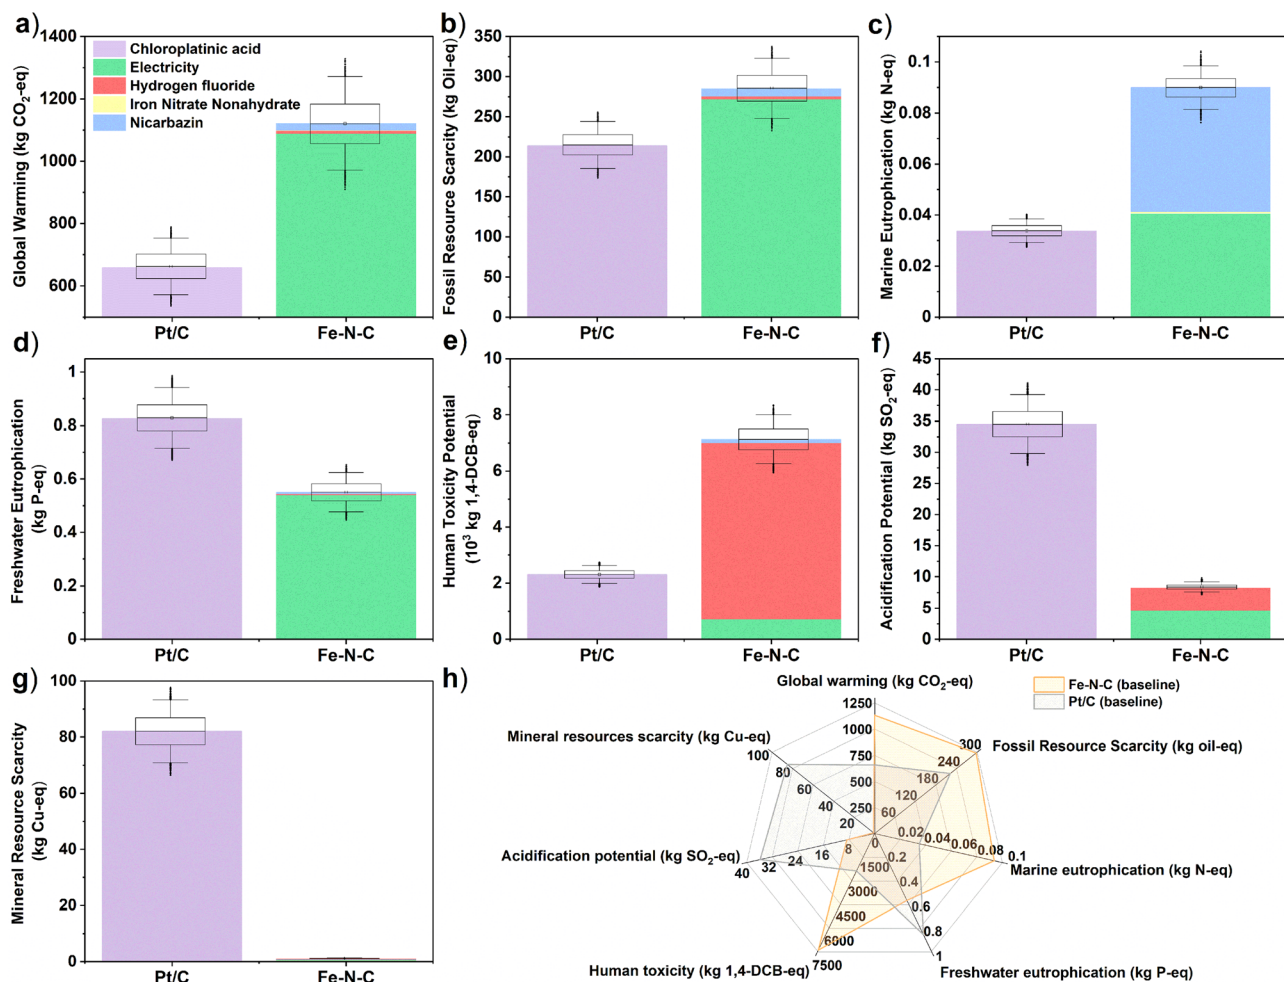 a)
Global Warming (kg CO₂-eq)
1400
1200
1000
800
600
Chloroplatinic acid
Electricity
Hydrogen fluoride
Iron Nitrate Nonahydrate
Nicarbazin
Pt/C
Fe-N-C
b)
Fossil Resource Scarcity (kg Oil-eq)
350
300
250
200
150
100
50
0
Pt/C
Fe-N-C
c)
Marine Eutrophication (kg N-eq)
0.1
0.08
0.06
0.04
0.02
0
Pt/C
Fe-N-C
d)
Freshwater Eutrophication
(kg P-eq)
1
0.8
0.6
0.4
0.2
0
Pt/C
Fe-N-C
e)
Human Toxicity Potential
(10³ kg 1,4-DCB-eq)
10
8
6
4
2
0
Pt/C
Fe-N-C
f)
Acidification Potential (kg SO₂-eq)
45
40
35
30
25
20
15
10
5
0
Pt/C
Fe-N-C
g)
Mineral Resource Scarcity
(kg Cu-eq)
100
80
60
40
20
0
Pt/C
Fe-N-C
h)
Fe-N-C (baseline)
Pt/C (baseline)
Global warming (kg CO₂-eq)
1250
1000
750
500
250
0
Fossil Resource Scarcity (kg oil-eq)
300
240
180
120
60
Marine eutrophication (kg N-eq)
0.02
0.04
0.06
0.08
0.1
Freshwater eutrophication (kg P-eq)
0.2
0.4
0.6
0.8
1
Human toxicity (kg 1,4-DCB-eq)
1500
3000
4500
6000
7500
Acidification potential (kg SO₂-eq)
8
16
24
32
40
Mineral resources scarcity (kg Cu-eq)
20
40
60
80
100